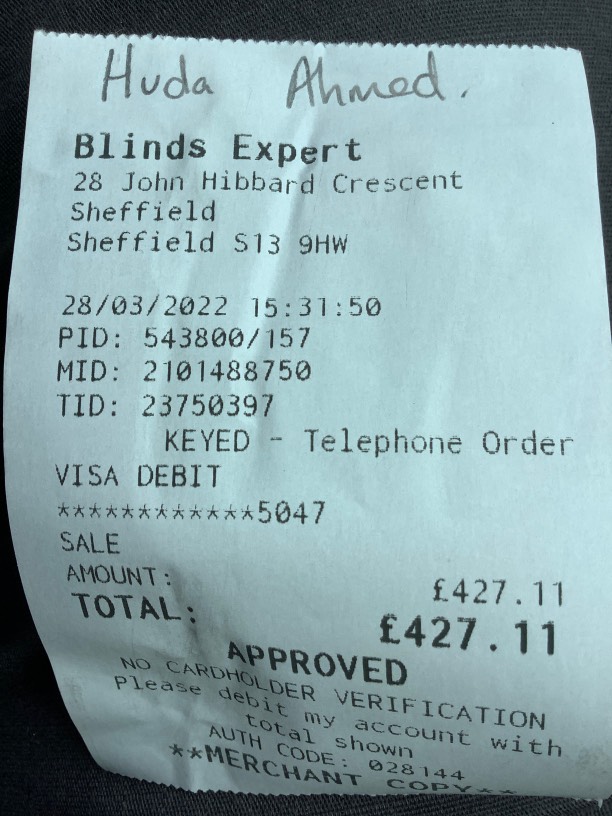 Huda Ahmed.
Blinds Expert
28 John Hibbard Crescent
Sheffield
Sheffield S13 9HW
28/03/2022 15:31:50
PID: 543800/157
MID: 2101488750
TID: 23750397
KEYED - Telephone Order
VISA DEBIT
************5047
SALE
AMOUNT: £427.11
TOTAL: £427.11
APPROVED
NO CARDHOLDER VERIFICATION
Please debit my account with
total shown
AUTH CODE: 028144
**MERCHANT COPY**